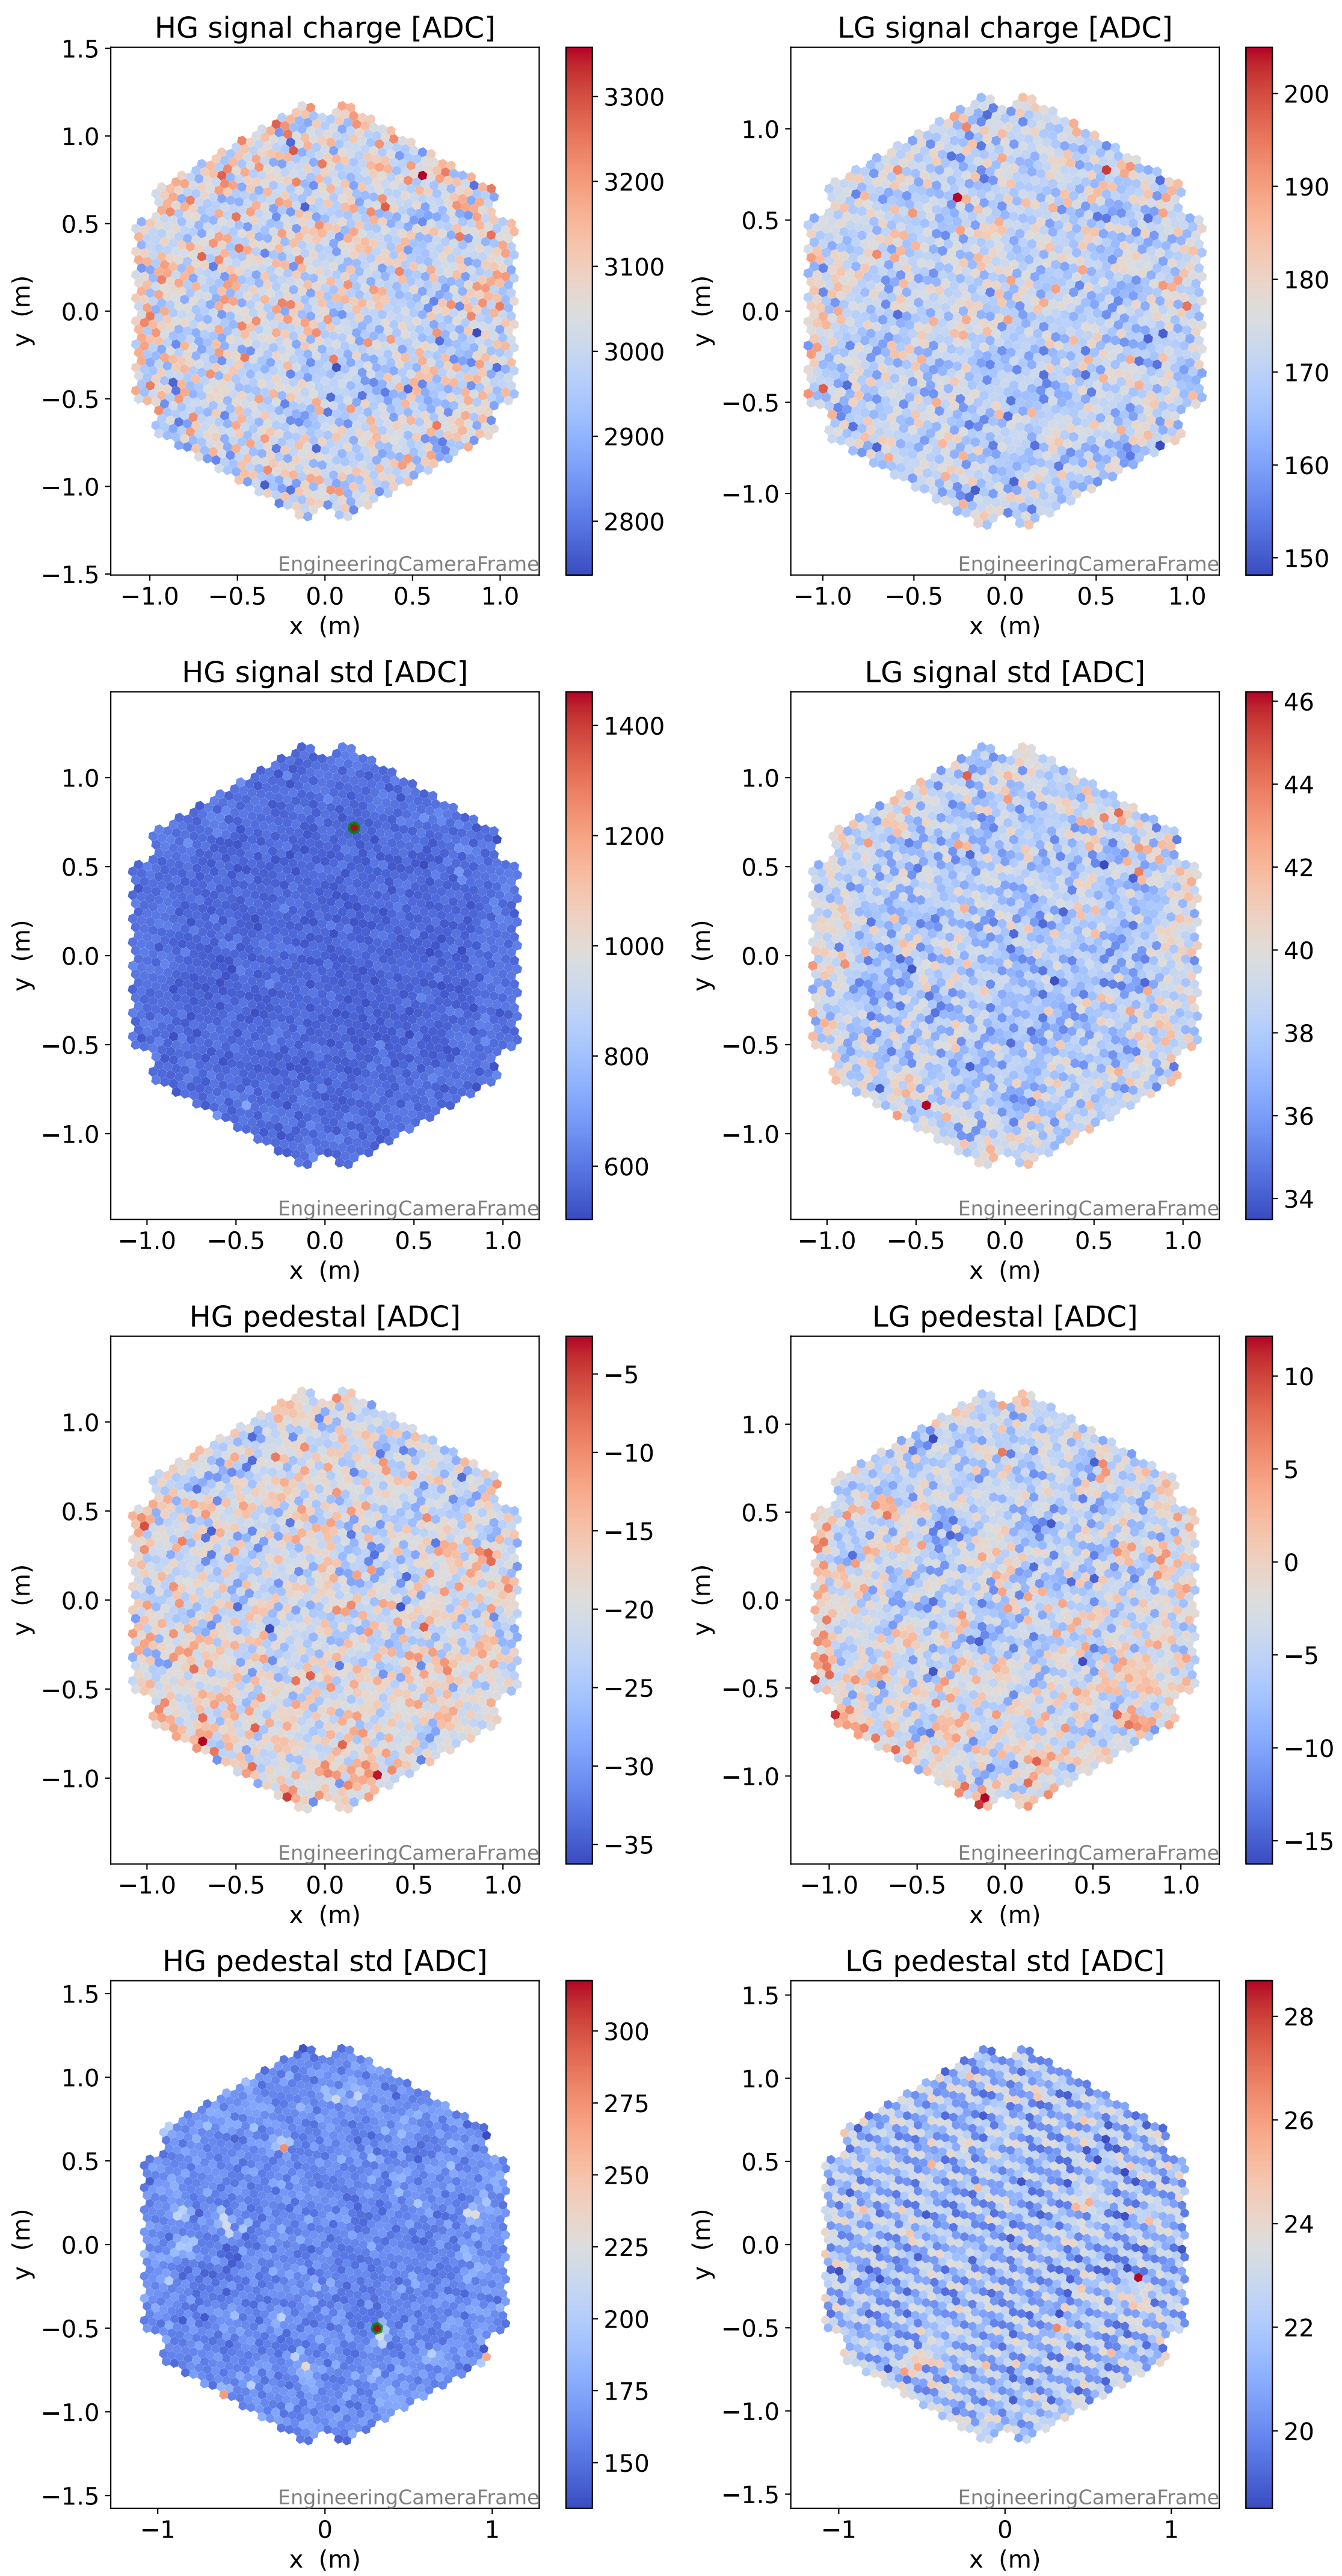 HG signal charge [ADC]
1.5
1.0
0.5
0.0
−0.5
−1.0
−1.5
y (m)
−1.0 −0.5 0.0 0.5 1.0
x (m)
EngineeringCameraFrame
3300
3200
3100
3000
2900
2800
LG signal charge [ADC]
1.0
0.5
0.0
−0.5
−1.0
y (m)
−1.0 −0.5 0.0 0.5 1.0
x (m)
EngineeringCameraFrame
200
190
180
170
160
150
HG signal std [ADC]
1.0
0.5
0.0
−0.5
−1.0
y (m)
−1.0 −0.5 0.0 0.5 1.0
x (m)
EngineeringCameraFrame
1400
1200
1000
800
600
LG signal std [ADC]
1.0
0.5
0.0
−0.5
−1.0
y (m)
−1.0 −0.5 0.0 0.5 1.0
x (m)
EngineeringCameraFrame
46
44
42
40
38
36
34
HG pedestal [ADC]
1.0
0.5
0.0
−0.5
−1.0
y (m)
−1.0 −0.5 0.0 0.5 1.0
x (m)
EngineeringCameraFrame
−5
−10
−15
−20
−25
−30
−35
LG pedestal [ADC]
1.0
0.5
0.0
−0.5
−1.0
y (m)
−1.0 −0.5 0.0 0.5 1.0
x (m)
EngineeringCameraFrame
10
5
0
−5
−10
−15
HG pedestal std [ADC]
1.5
1.0
0.5
0.0
−0.5
−1.0
−1.5
y (m)
−1 0 1
x (m)
EngineeringCameraFrame
300
275
250
225
200
175
150
LG pedestal std [ADC]
1.5
1.0
0.5
0.0
−0.5
−1.0
−1.5
y (m)
−1 0 1
x (m)
EngineeringCameraFrame
28
26
24
22
20